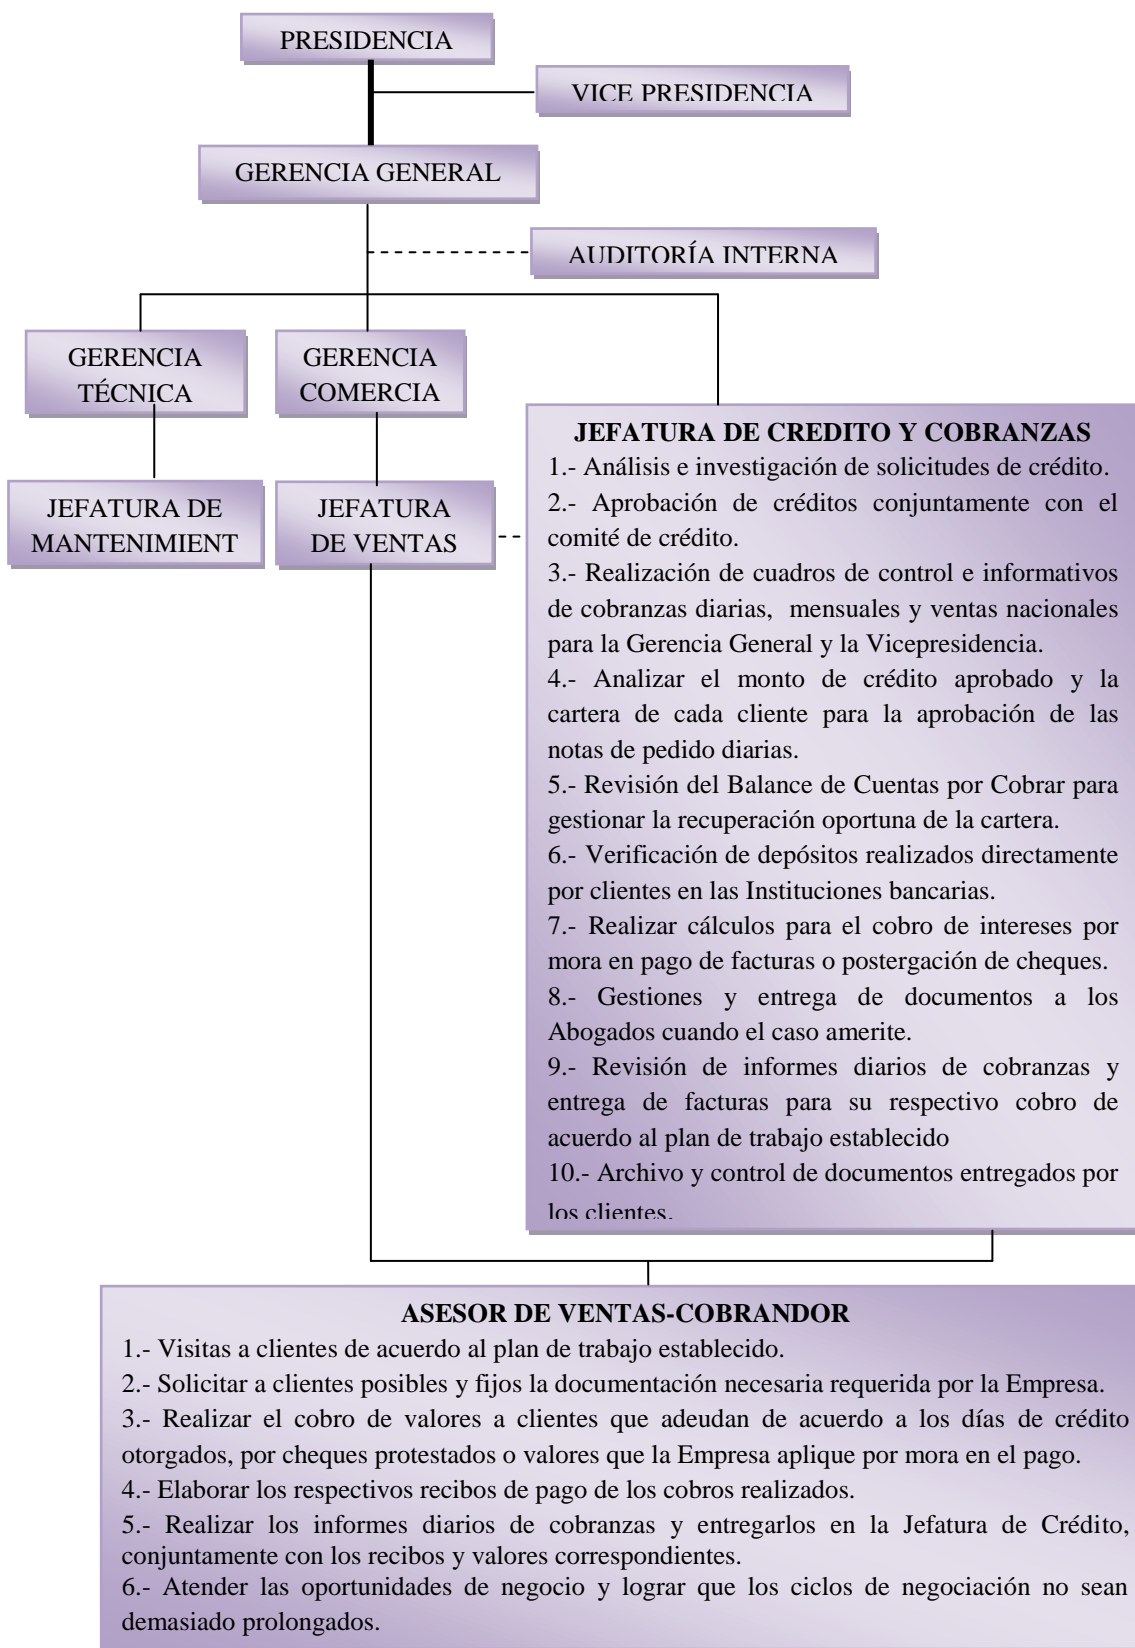 PRESIDENCIA
VICE PRESIDENCIA
GERENCIA GENERAL
AUDITORÍA INTERNA
GERENCIA
TÉCNICA
GERENCIA
COMERCIA
JEFATURA DE
MANTENIMIENT
JEFATURA
DE VENTAS
JEFATURA DE CREDITO Y COBRANZAS
1.- Análisis e investigación de solicitudes de crédito.
2.- Aprobación de créditos conjuntamente con el
comité de crédito.
3.- Realización de cuadros de control e informativos
de cobranzas diarias, mensuales y ventas nacionales
para la Gerencia General y la Vicepresidencia.
4.- Analizar el monto de crédito aprobado y la
cartera de cada cliente para la aprobación de las
notas de pedido diarias.
5.- Revisión del Balance de Cuentas por Cobrar para
gestionar la recuperación oportuna de la cartera.
6.- Verificación de depósitos realizados directamente
por clientes en las Instituciones bancarias.
7.- Realizar cálculos para el cobro de intereses por
mora en pago de facturas o postergación de cheques.
8.- Gestiones y entrega de documentos a los
Abogados cuando el caso amerite.
9.- Revisión de informes diarios de cobranzas y
entrega de facturas para su respectivo cobro de
acuerdo al plan de trabajo establecido
10.- Archivo y control de documentos entregados por
los clientes.
ASESOR DE VENTAS-COBRANDOR
1.- Visitas a clientes de acuerdo al plan de trabajo establecido.
2.- Solicitar a clientes posibles y fijos la documentación necesaria requerida por la Empresa.
3.- Realizar el cobro de valores a clientes que adeudan de acuerdo a los días de crédito
otorgados, por cheques protestados o valores que la Empresa aplique por mora en el pago.
4.- Elaborar los respectivos recibos de pago de los cobros realizados.
5.- Realizar los informes diarios de cobranzas y entregarlos en la Jefatura de Crédito,
conjuntamente con los recibos y valores correspondientes.
6.- Atender las oportunidades de negocio y lograr que los ciclos de negociación no sean
demasiado prolongados.